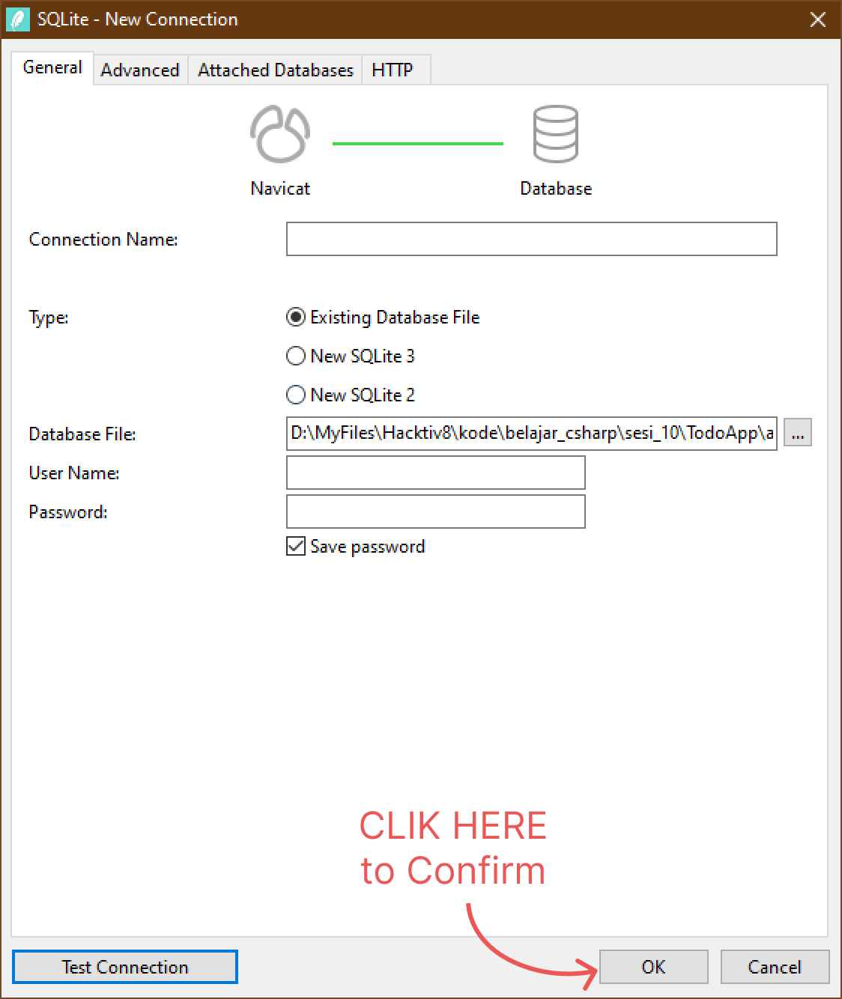 SQLite - New Connection
General
Advanced
Attached Databases
HTTP
Navicat
Database
Connection Name:
Type:
Existing Database File
New SQLite 3
New SQLite 2
Database File:
D:\MyFiles\Hacktiv8\kode\belajar_csharp\sesi_10\TodoApp\a
...
User Name:
Password:
Save password
CLIK HERE
to Confirm
Test Connection
OK
Cancel